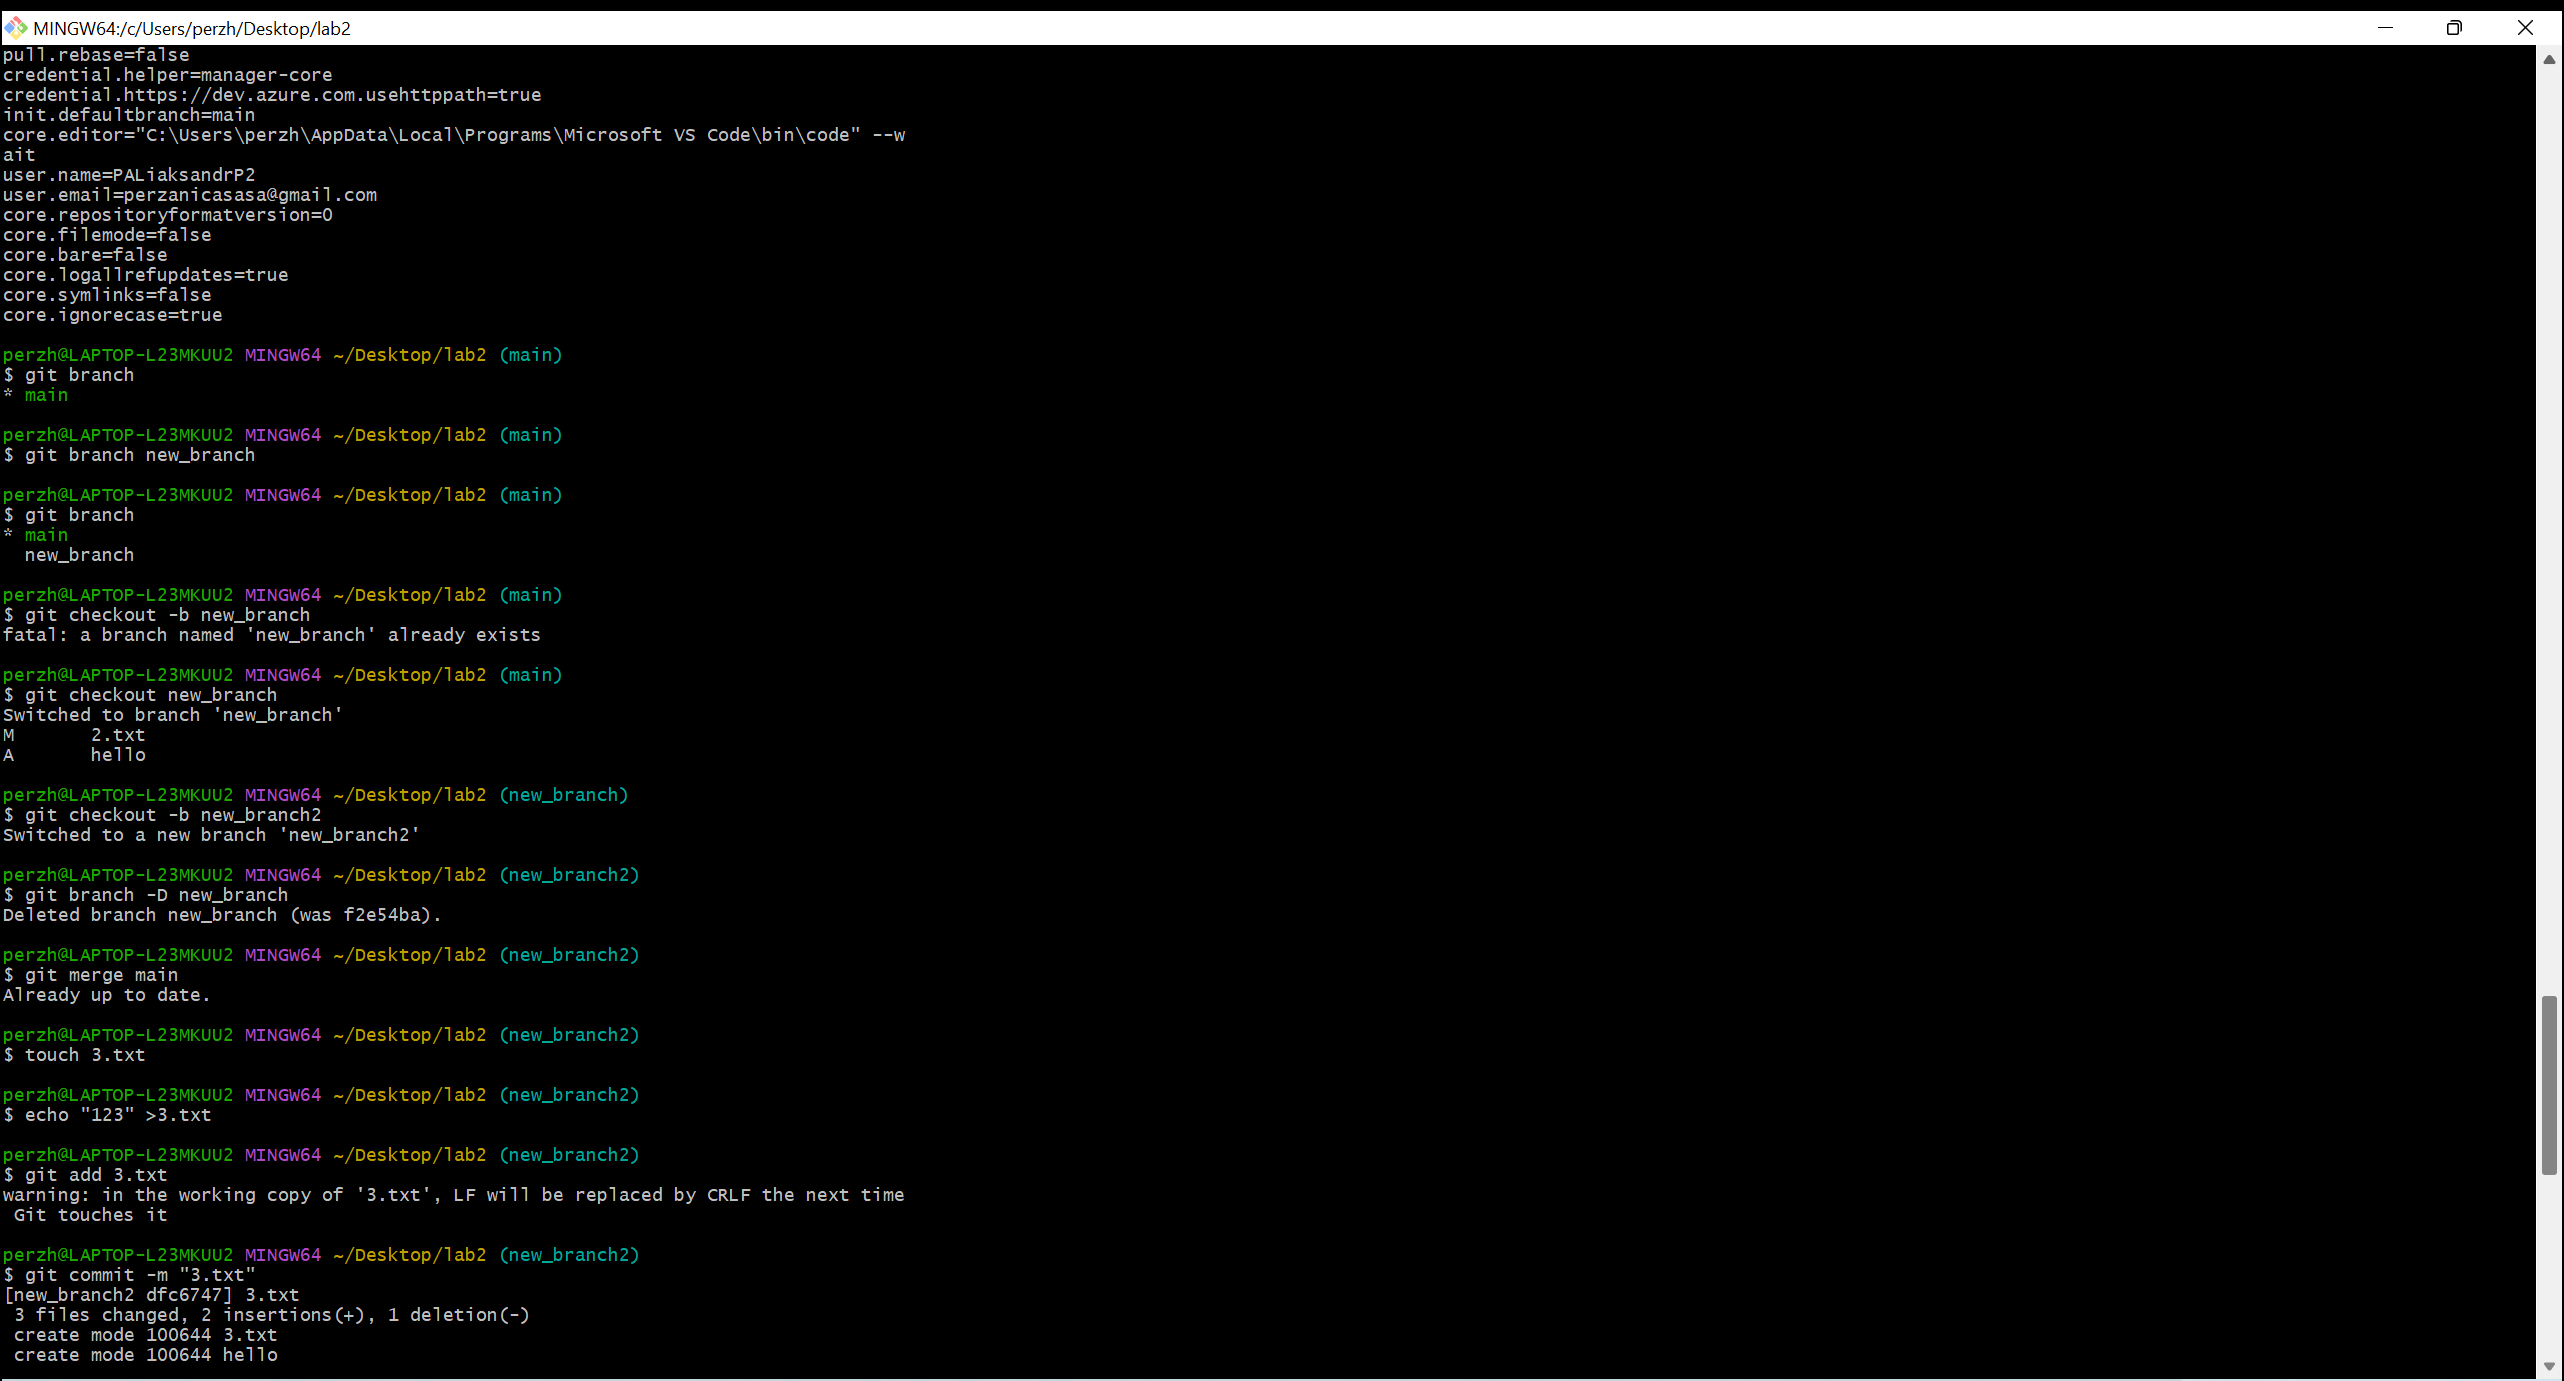 MINGW64:/c/Users/perzh/Desktop/lab2
pull.rebase=false
credential.helper=manager-core
credential.https://dev.azure.com.usehttppath=true
init.defaultbranch=main
core.editor="C:\Users\perzh\AppData\Local\Programs\Microsoft VS Code\bin\code" --w
ait
user.name=PALiaksandrP2
user.email=perzanicasasa@gmail.com
core.repositoryformatversion=0
core.filemode=false
core.bare=false
core.logallrefupdates=true
core.symlinks=false
core.ignorecase=true
perzh@LAPTOP-L23MKUU2 MINGW64 ~/Desktop/lab2 (main)
$ git branch
* main
perzh@LAPTOP-L23MKUU2 MINGW64 ~/Desktop/lab2 (main)
$ git branch new_branch
perzh@LAPTOP-L23MKUU2 MINGW64 ~/Desktop/lab2 (main)
$ git branch
* main
  new_branch
perzh@LAPTOP-L23MKUU2 MINGW64 ~/Desktop/lab2 (main)
$ git checkout -b new_branch
fatal: a branch named 'new_branch' already exists
perzh@LAPTOP-L23MKUU2 MINGW64 ~/Desktop/lab2 (main)
$ git checkout new_branch
Switched to branch 'new_branch'
M       2.txt
A       hello
perzh@LAPTOP-L23MKUU2 MINGW64 ~/Desktop/lab2 (new_branch)
$ git checkout -b new_branch2
Switched to a new branch 'new_branch2'
perzh@LAPTOP-L23MKUU2 MINGW64 ~/Desktop/lab2 (new_branch2)
$ git branch -D new_branch
Deleted branch new_branch (was f2e54ba).
perzh@LAPTOP-L23MKUU2 MINGW64 ~/Desktop/lab2 (new_branch2)
$ git merge main
Already up to date.
perzh@LAPTOP-L23MKUU2 MINGW64 ~/Desktop/lab2 (new_branch2)
$ touch 3.txt
perzh@LAPTOP-L23MKUU2 MINGW64 ~/Desktop/lab2 (new_branch2)
$ echo "123" >3.txt
perzh@LAPTOP-L23MKUU2 MINGW64 ~/Desktop/lab2 (new_branch2)
$ git add 3.txt
warning: in the working copy of '3.txt', LF will be replaced by CRLF the next time
 Git touches it
perzh@LAPTOP-L23MKUU2 MINGW64 ~/Desktop/lab2 (new_branch2)
$ git commit -m "3.txt"
[new_branch2 dfc6747] 3.txt
 3 files changed, 2 insertions(+), 1 deletion(-)
 create mode 100644 3.txt
 create mode 100644 hello